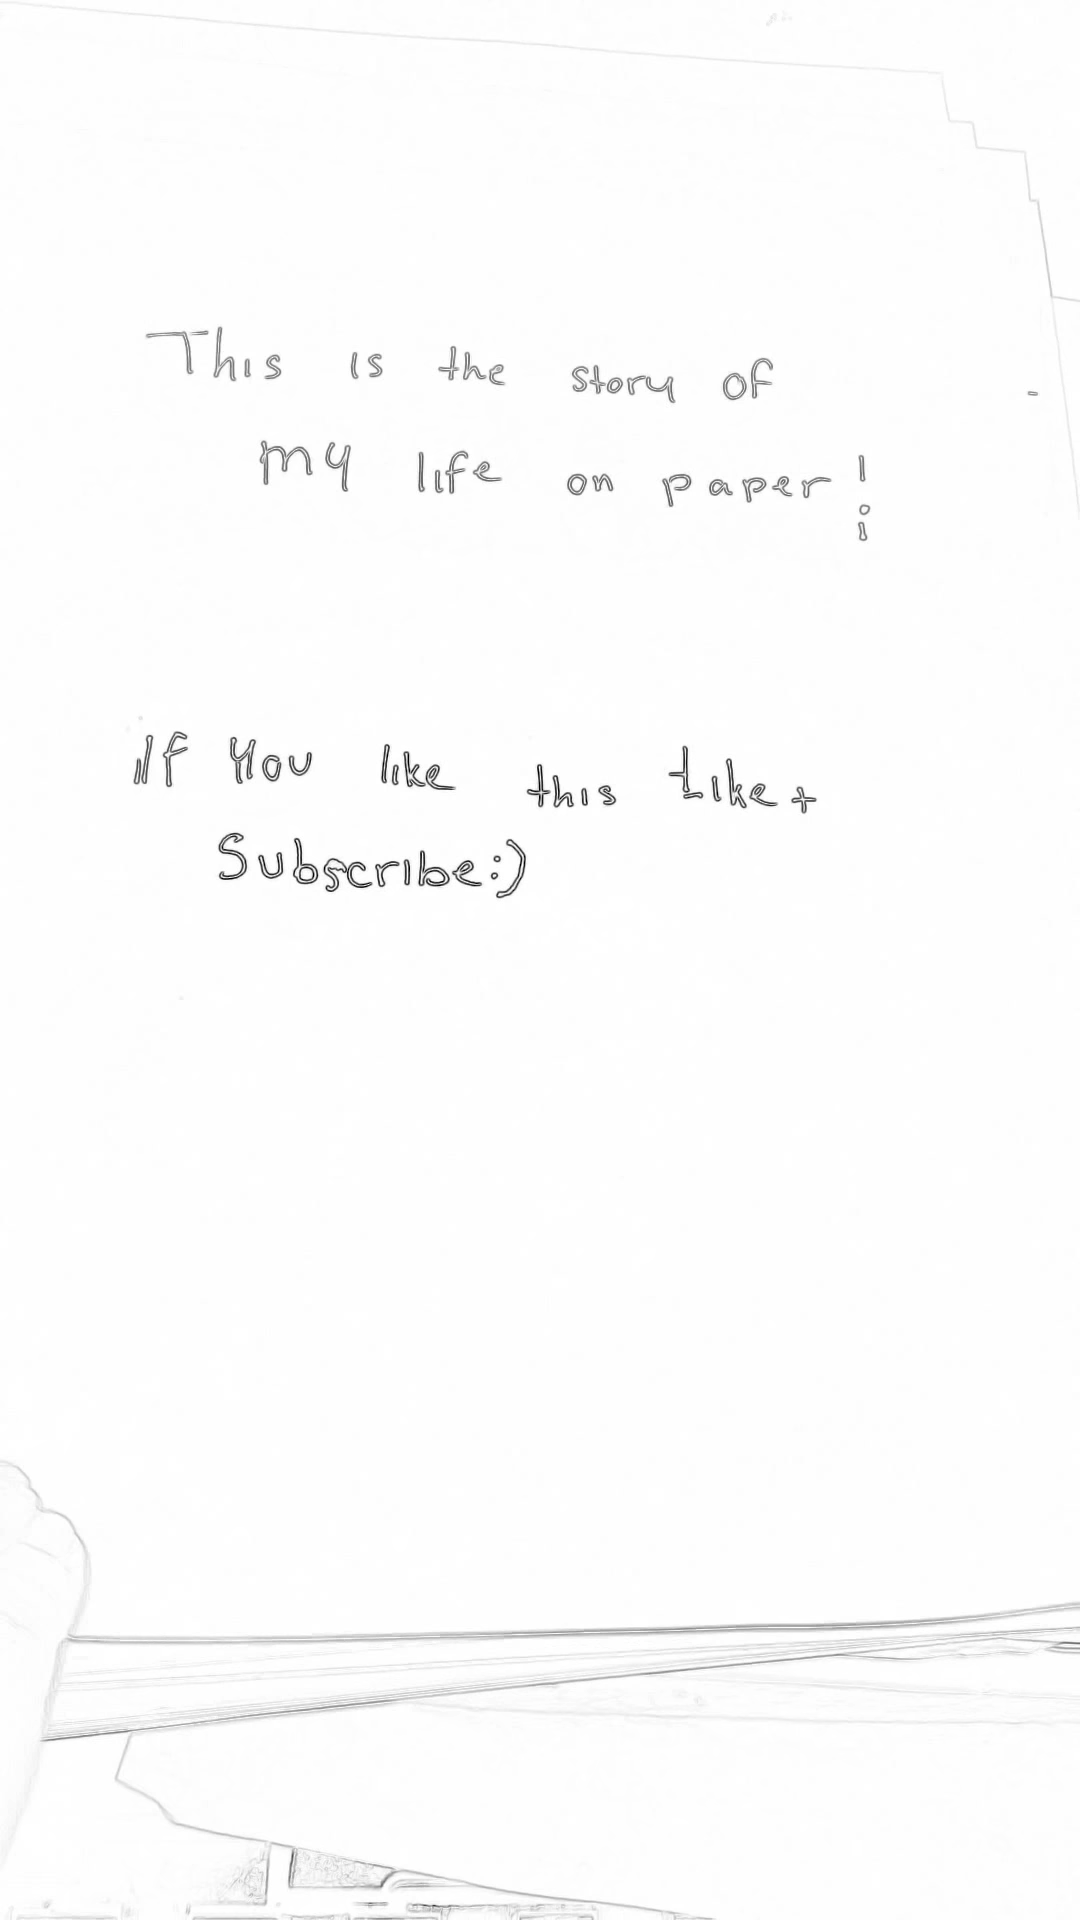 This is the story of
my life on paper!
If You like this Like +
Subscribe :)